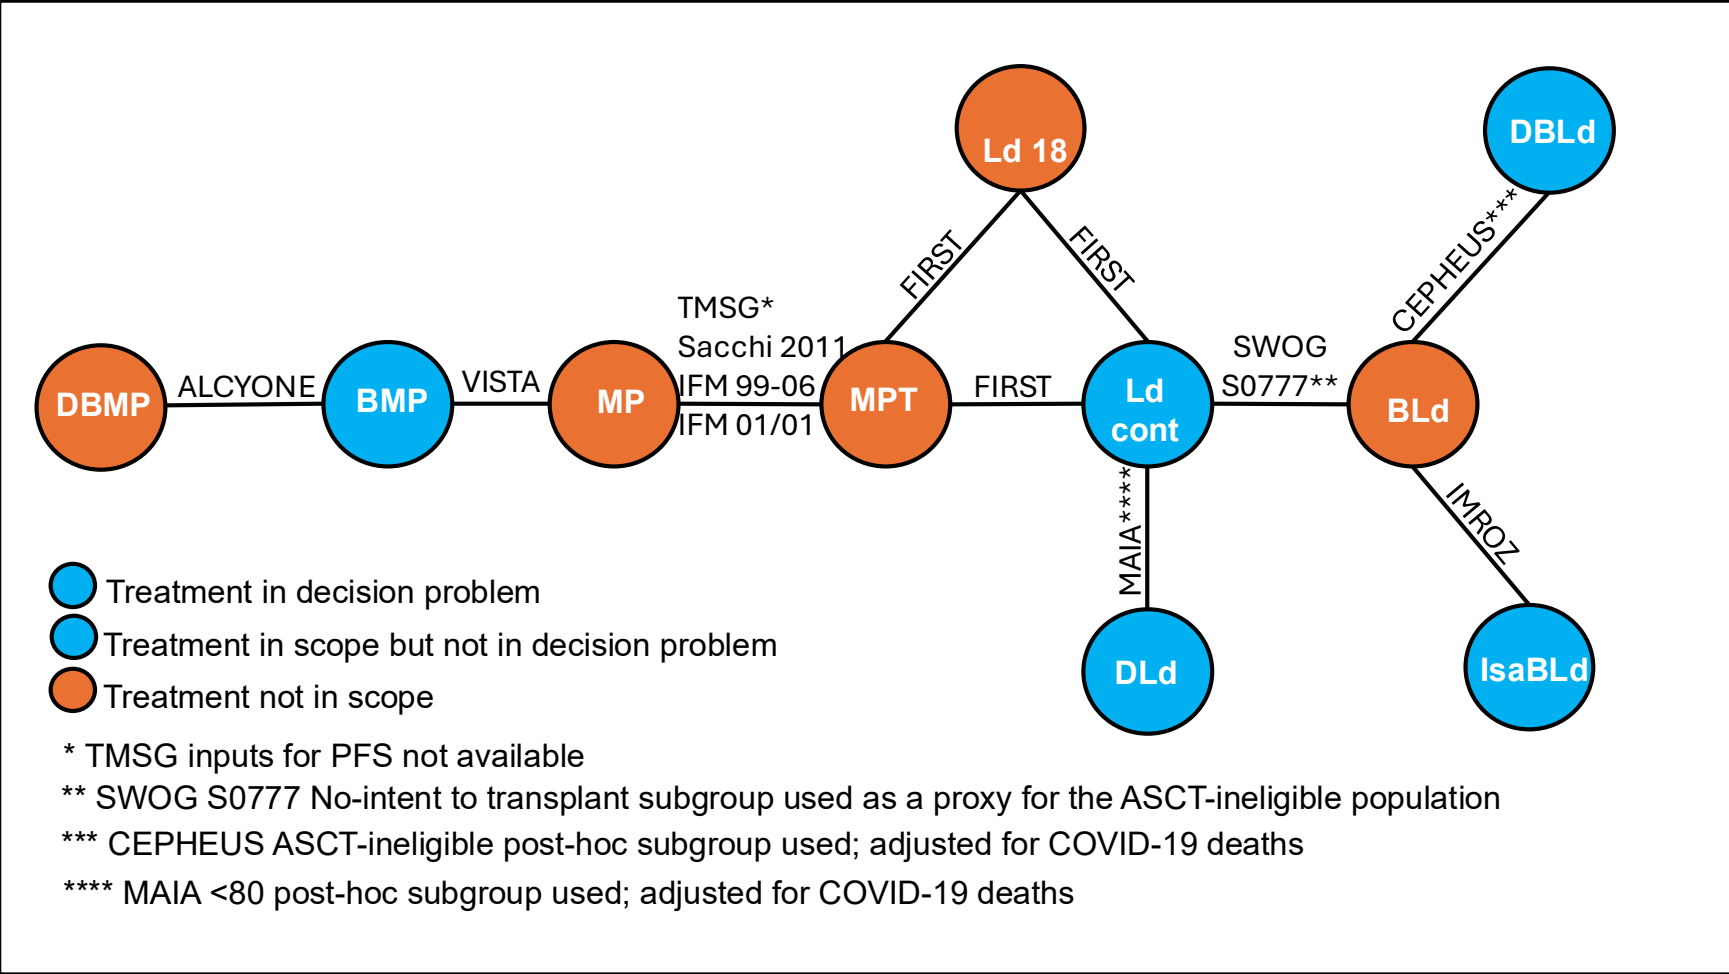 Ld 18
DBLd
FIRST
FIRST
CEPHEUS***
TMSG*
Sacchi 2011
IFM 99-06
IFM 01/01
SWOG
S0777**
DBMP
ALCYONE
BMP
VISTA
MP
MPT
FIRST
Ld
cont
BLd
MAIA****
IMROZ
DLd
IsaBLd
Treatment in decision problem
Treatment in scope but not in decision problem
Treatment not in scope
* TMSG inputs for PFS not available
** SWOG S0777 No-intent to transplant subgroup used as a proxy for the ASCT-ineligible population
*** CEPHEUS ASCT-ineligible post-hoc subgroup used; adjusted for COVID-19 deaths
**** MAIA <80 post-hoc subgroup used; adjusted for COVID-19 deaths